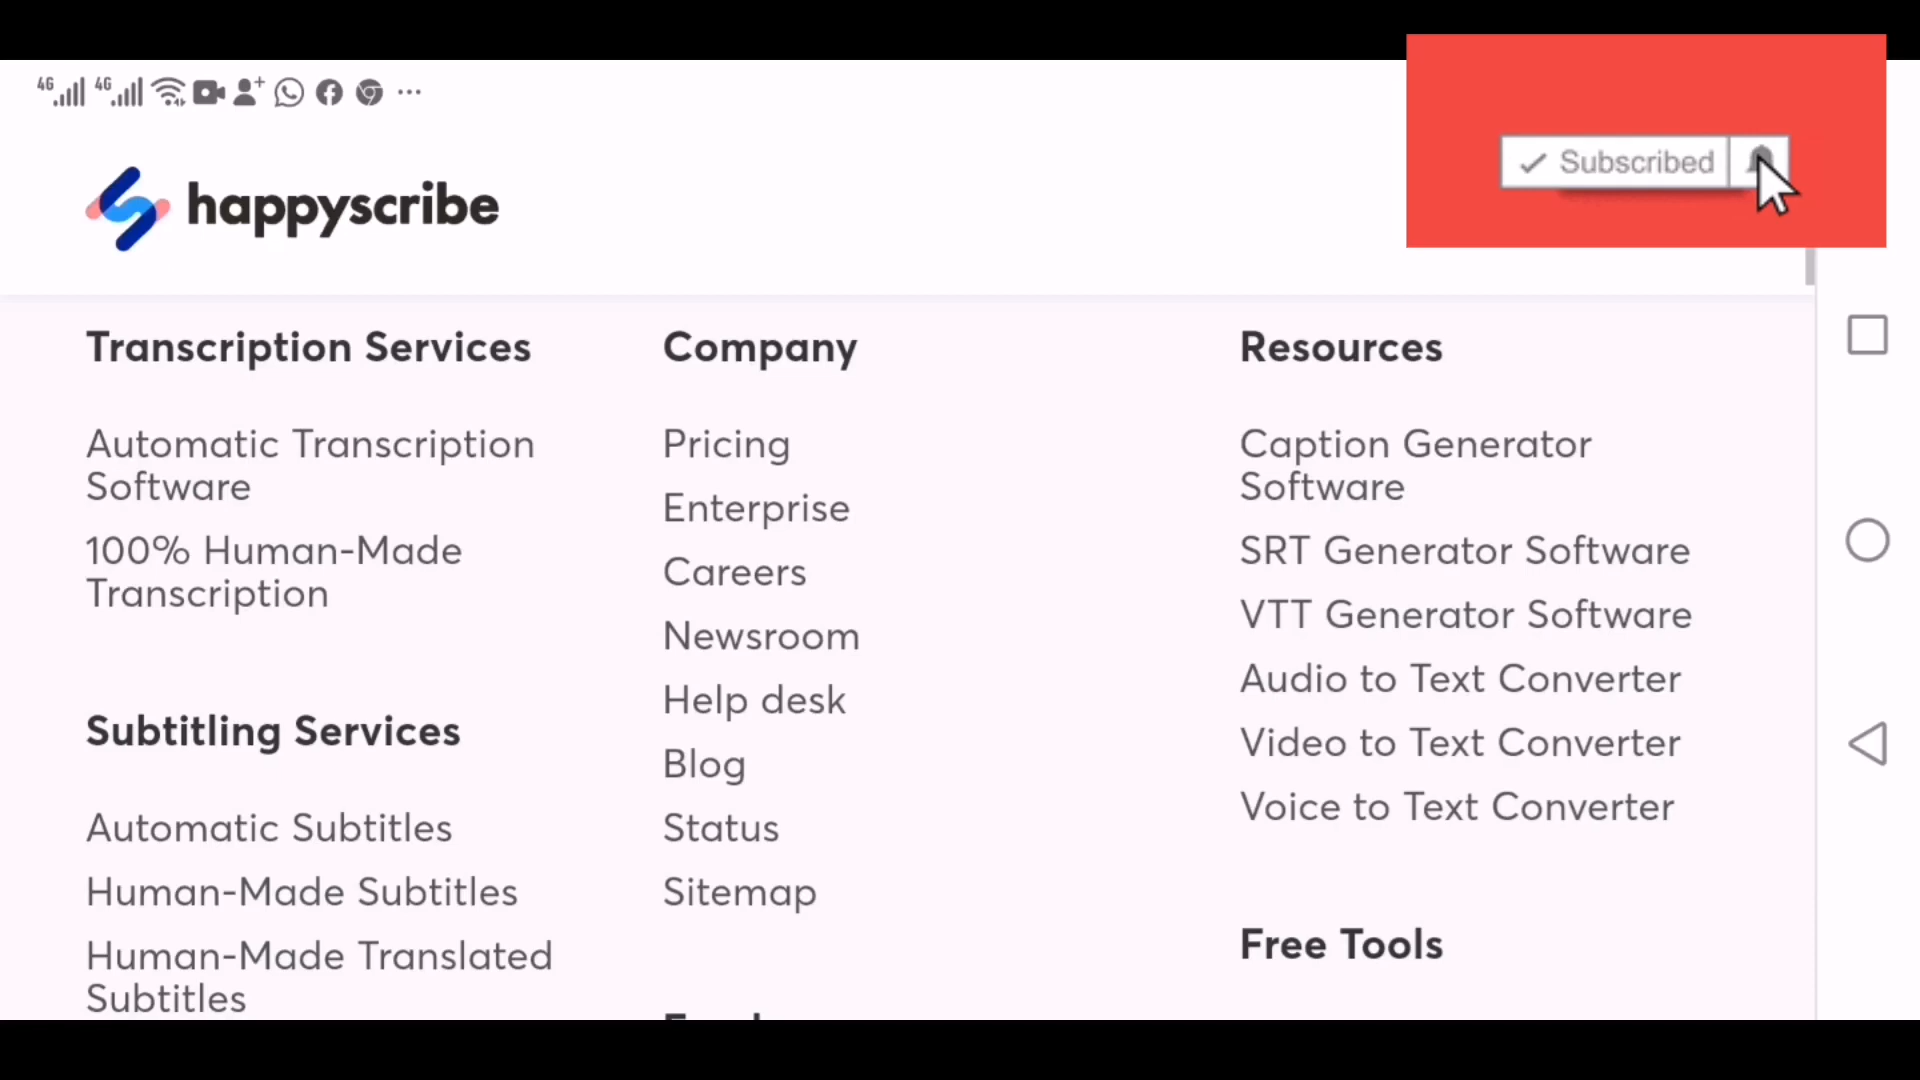 4G 4G
happyscribe
Subscribed
Transcription Services
Automatic Transcription
Software
100% Human-Made
Transcription
Subtitling Services
Automatic Subtitles
Human-Made Subtitles
Human-Made Translated
Subtitles
Company
Pricing
Enterprise
Careers
Newsroom
Help desk
Blog
Status
Sitemap
Resources
Caption Generator
Software
SRT Generator Software
VTT Generator Software
Audio to Text Converter
Video to Text Converter
Voice to Text Converter
Free Tools